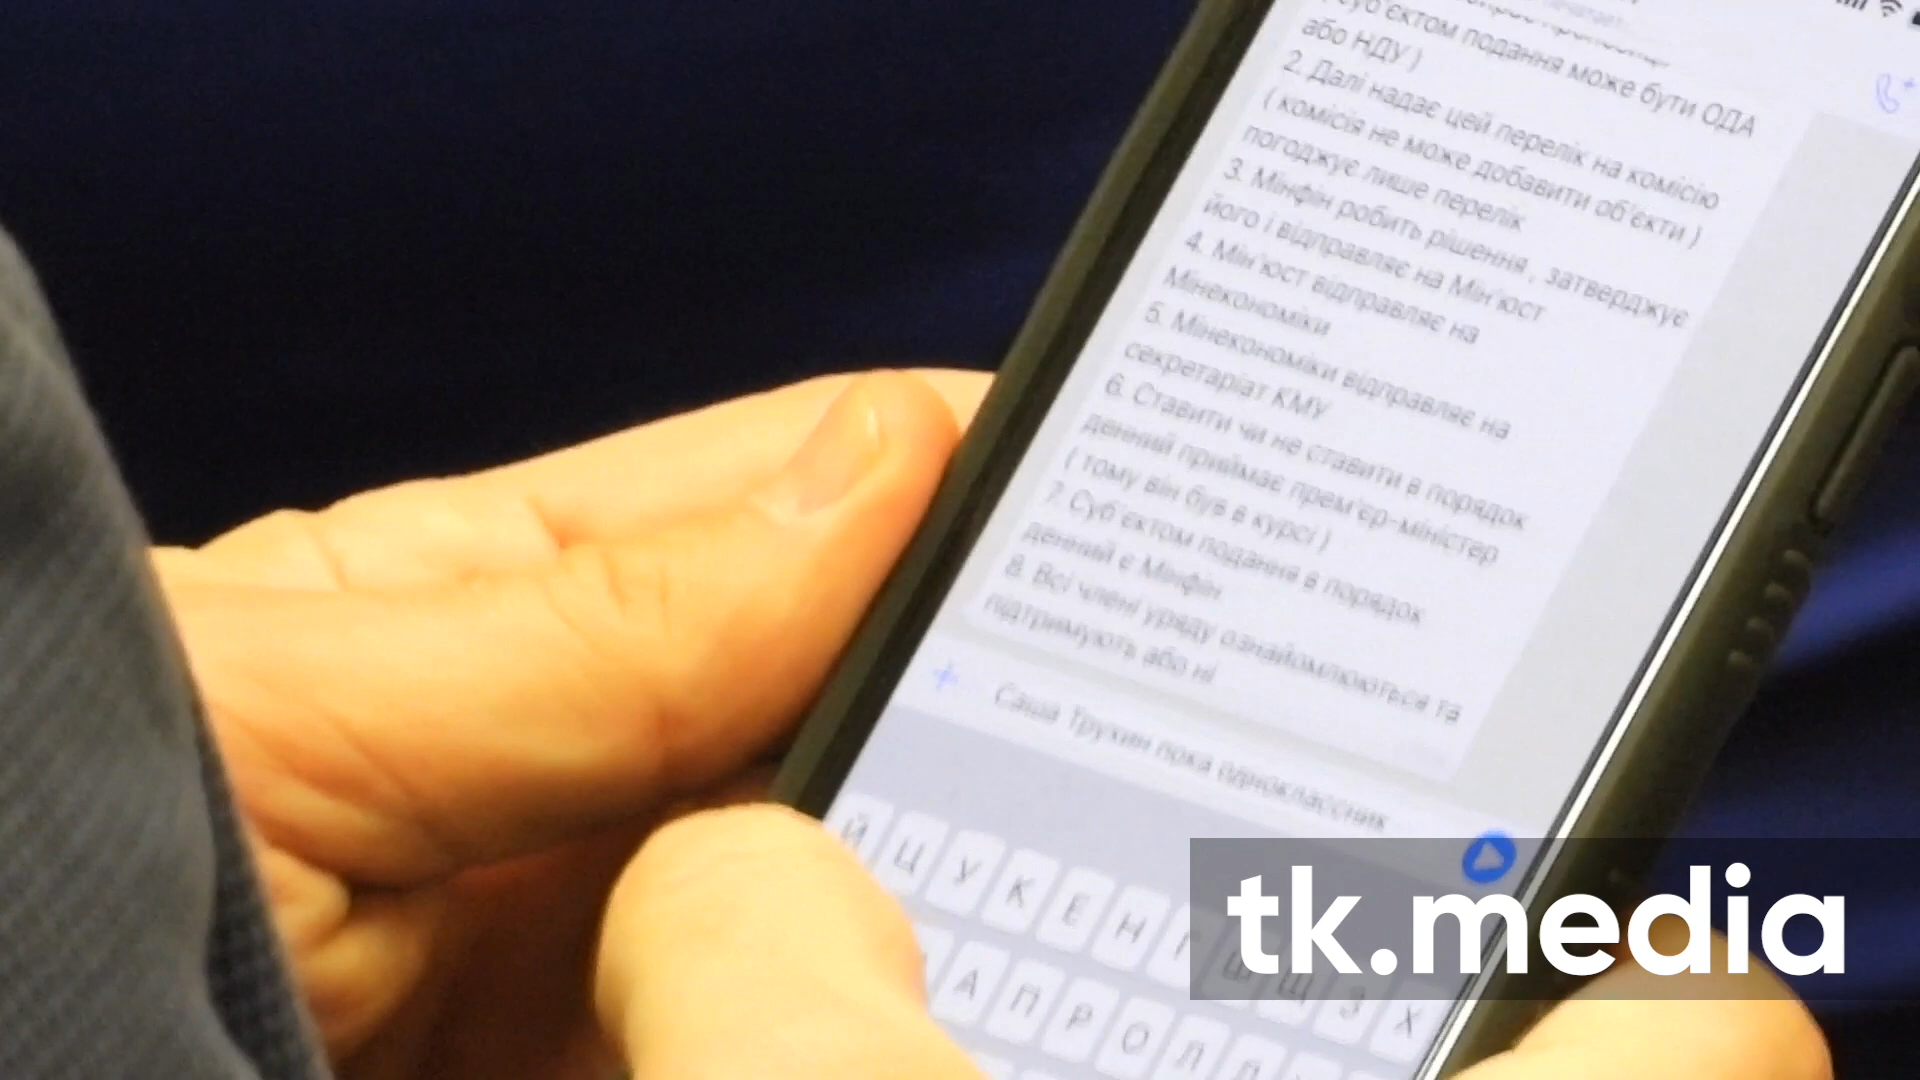 суб'єктом подання може бути ОДА
або НДУ )
2. Далі надає цей перелік на комісію
( комісія не може добавити об'єкти )
погоджує лише перелік
3. Мінфін робить рішення , затверджує
його і відправляє на Мін'юст
4. Мін'юст відправляє на
Мінекономіки
5. Мінекономіки відправляє на
секретаріат КМУ
6. Ставити чи не ставити в порядок
денний приймає прем'єр-міністер
( тому він був в курсі )
7. Суб'єктом подання в порядок
денний є Мінфін
8. Всі члені уряду ознайомлюються та
підтримують або ні
Саша Трухин пока одноклассник
Й Ц У К Е Н Г Ш Щ З Х
А П Р О Л Д
tk.media